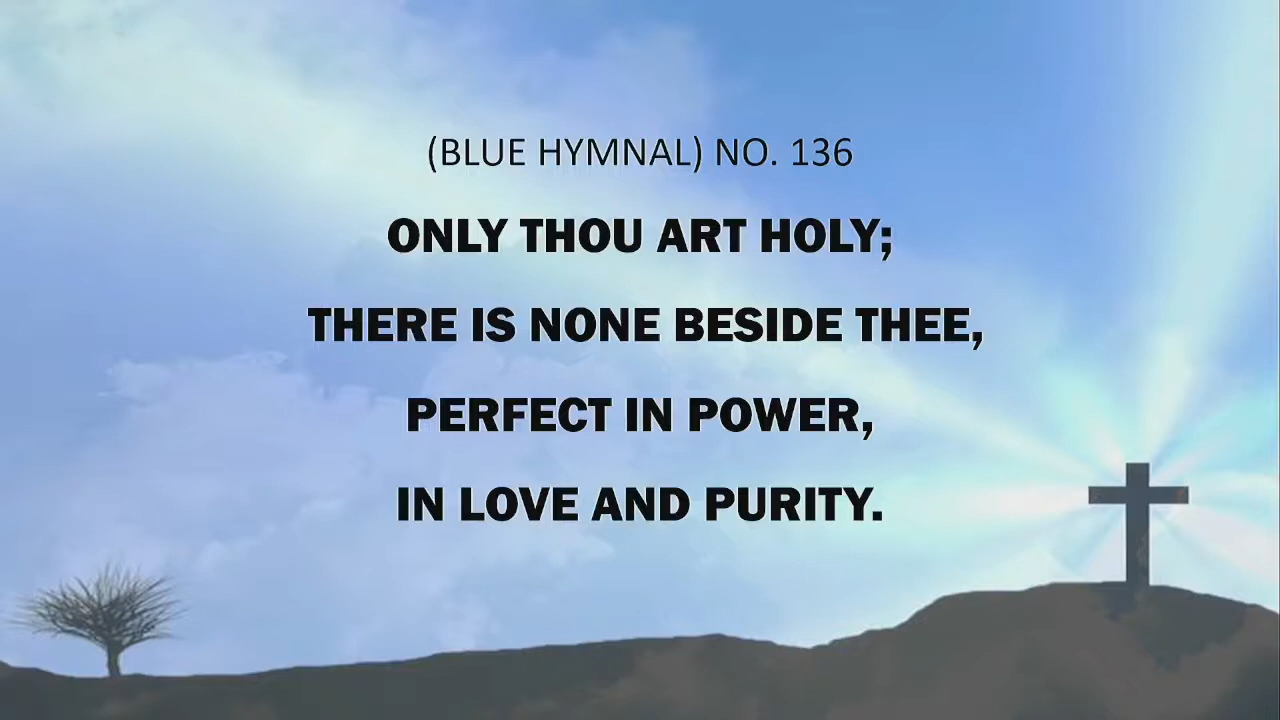 (BLUE HYMNAL) NO. 136
ONLY THOU ART HOLY;
THERE IS NONE BESIDE THEE,
PERFECT IN POWER,
IN LOVE AND PURITY.